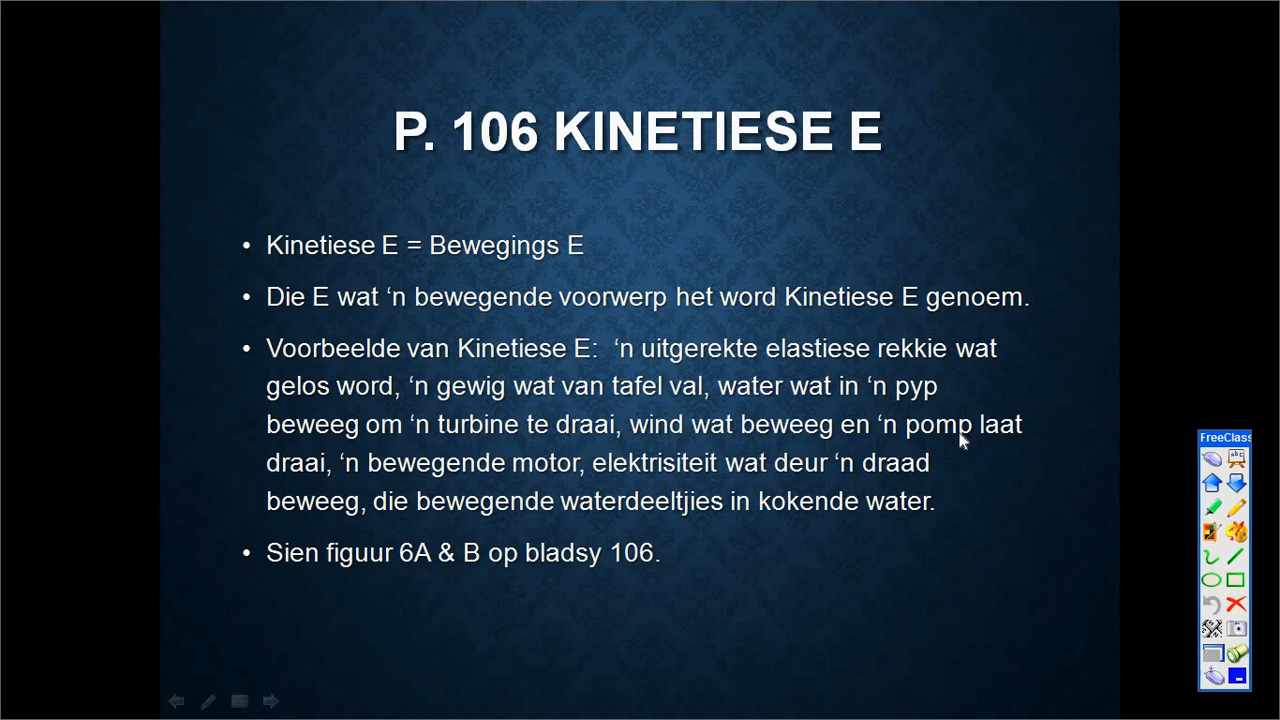 P. 106 KINETIESE E
• Kinetiese E = Bewegings E
• Die E wat ‘n bewegende voorwerp het word Kinetiese E genoem.
• Voorbeelde van Kinetiese E: ‘n uitgerekte elastiese rekkie wat
gelos word, ‘n gewig wat van tafel val, water wat in ‘n pyp
beweeg om ‘n turbine te draai, wind wat beweeg en ‘n pomp laat
draai, ‘n bewegende motor, elektrisiteit wat deur ‘n draad
beweeg, die bewegende waterdeeltjies in kokende water.
• Sien figuur 6A & B op bladsy 106.
FreeClass